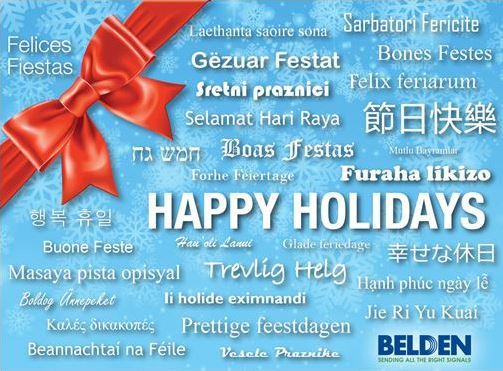 Felices
Fiestas
Laethanta saoire sona
Sarbatori Fericite
Gëzuar Festat
Bones Festes
Sretni praznici
Felix feriarum
Selamat Hari Raya
節日快樂
חג שמח
Boas Festas
Mutlu Bayramlar
Forhe Féiertage
Furaha likizo
행복 휴일
HAPPY HOLIDAYS
Buone Feste
Hau oli Lanui
Glade feriedage
幸せな休日
Masaya pista opisyal
Trevlig Helg
Hạnh phúc ngày lễ
Boldog Ünnepeket
Ii holide eximnandi
Jie Ri Yu Kuai
Καλές διακοπές
Prettige feestdagen
Beannachtaí na Féile
Vesele Praznike
BELDEN
SENDING ALL THE RIGHT SIGNALS